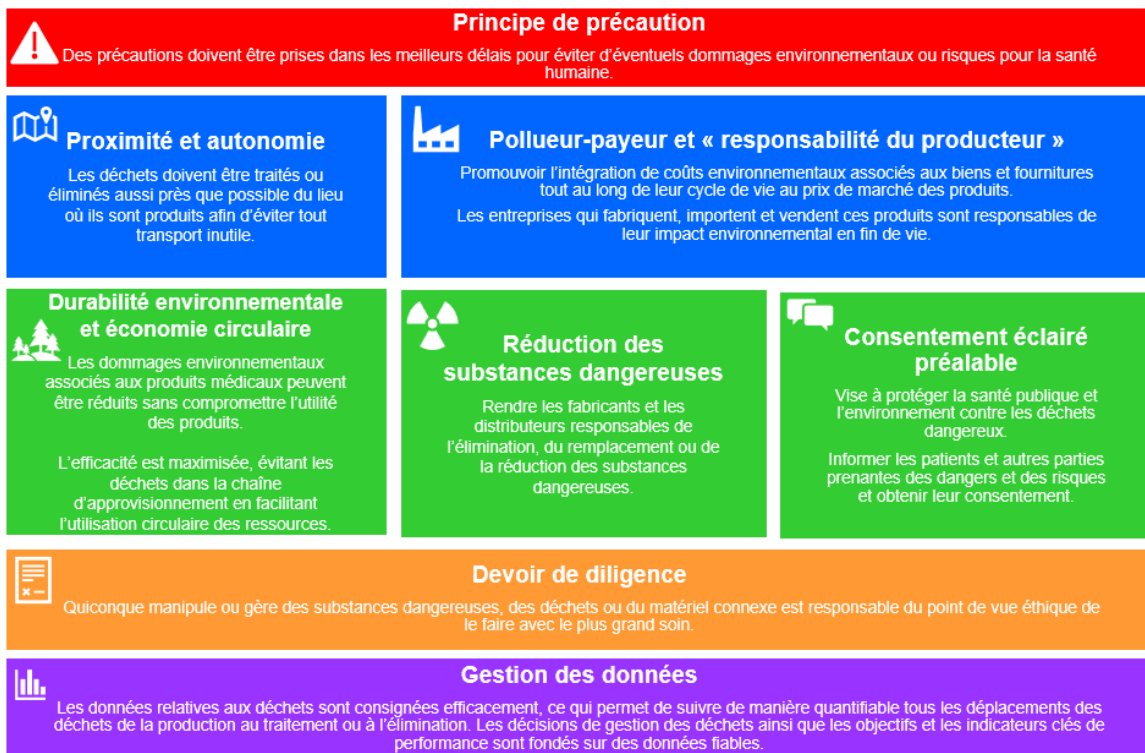 Principe de précaution
Des précautions doivent être prises dans les meilleurs délais pour éviter d'éventuels dommages environnementaux ou risques pour la santé
humaine.
Proximité et autonomie
Les déchets doivent être traités ou
éliminés aussi près que possible du lieu
où ils sont produits afin d'éviter tout
transport inutile.
Pollueur-payeur et « responsabilité du producteur »
Promouvoir l'intégration de coûts environnementaux associés aux biens et fournitures
tout au long de leur cycle de vie au prix de marché des produits.
Les entreprises qui fabriquent, importent et vendent ces produits sont responsables de
leur impact environnemental en fin de vie.
Durabilité environnementale
et économie circulaire
Les dommages environnementaux
associés aux produits médicaux peuvent
être réduits sans compromettre l'utilité
des produits.
L'efficacité est maximisée, évitant les
déchets dans la chaîne
d'approvisionnement en facilitant
l'utilisation circulaire des ressources.
Réduction des
substances dangereuses
Rendre les fabricants et les
distributeurs responsables de
l'élimination, du remplacement ou de
la réduction des substances
dangereuses.
Consentement éclairé
préalable
Vise à protéger la santé publique et
l'environnement contre les déchets
dangereux.
Informer les patients et autres parties
prenantes des dangers et des risques
et obtenir leur consentement.
Devoir de diligence
Quiconque manipule ou gère des substances dangereuses, des déchets ou du matériel connexe est responsable du point de vue éthique de
le faire avec le plus grand soin.
Gestion des données
Les données relatives aux déchets sont consignées efficacement, ce qui permet de suivre de manière quantifiable tous les déplacements des
déchets de la production au traitement ou à l'élimination. Les décisions de gestion des déchets ainsi que les objectifs et les indicateurs clés de
performance sont fondés sur des données fiables.